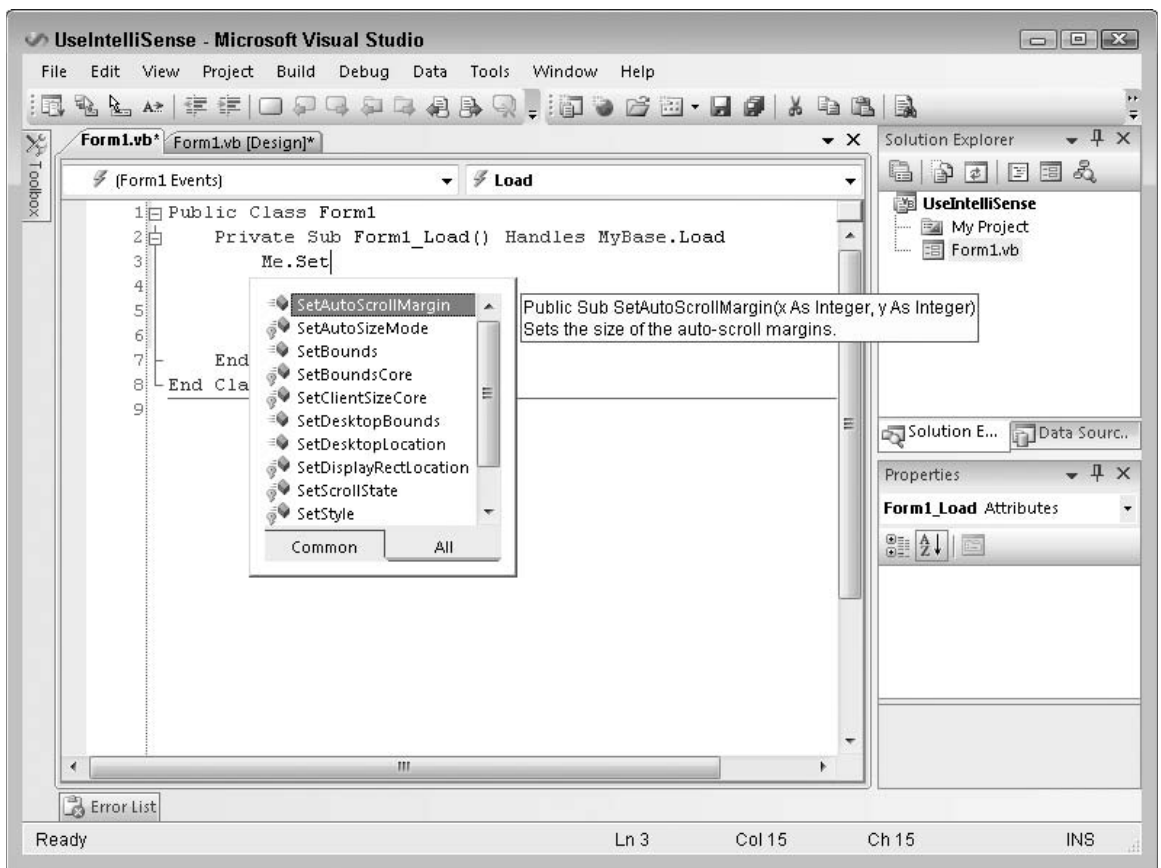 UseIntelliSense - Microsoft Visual Studio
File Edit View Project Build Debug Data Tools Window Help
Toolbox
Form1.vb* Form1.vb [Design]*
(Form1 Events) Load
1 Public Class Form1
2 Private Sub Form1_Load() Handles MyBase.Load
3 Me.Set
4
5
6
7 End
8 End Cla
9
SetAutoScrollMargin
SetAutoSizeMode
SetBounds
SetBoundsCore
SetClientSizeCore
SetDesktopBounds
SetDesktopLocation
SetDisplayRectLocation
SetScrollState
SetStyle
Common All
Public Sub SetAutoScrollMargin(x As Integer, y As Integer)
Sets the size of the auto-scroll margins.
Solution Explorer
UseIntelliSense
My Project
Form1.vb
Solution E... Data Sourc..
Properties
Form1_Load Attributes
Error List
Ready Ln 3 Col 15 Ch 15 INS